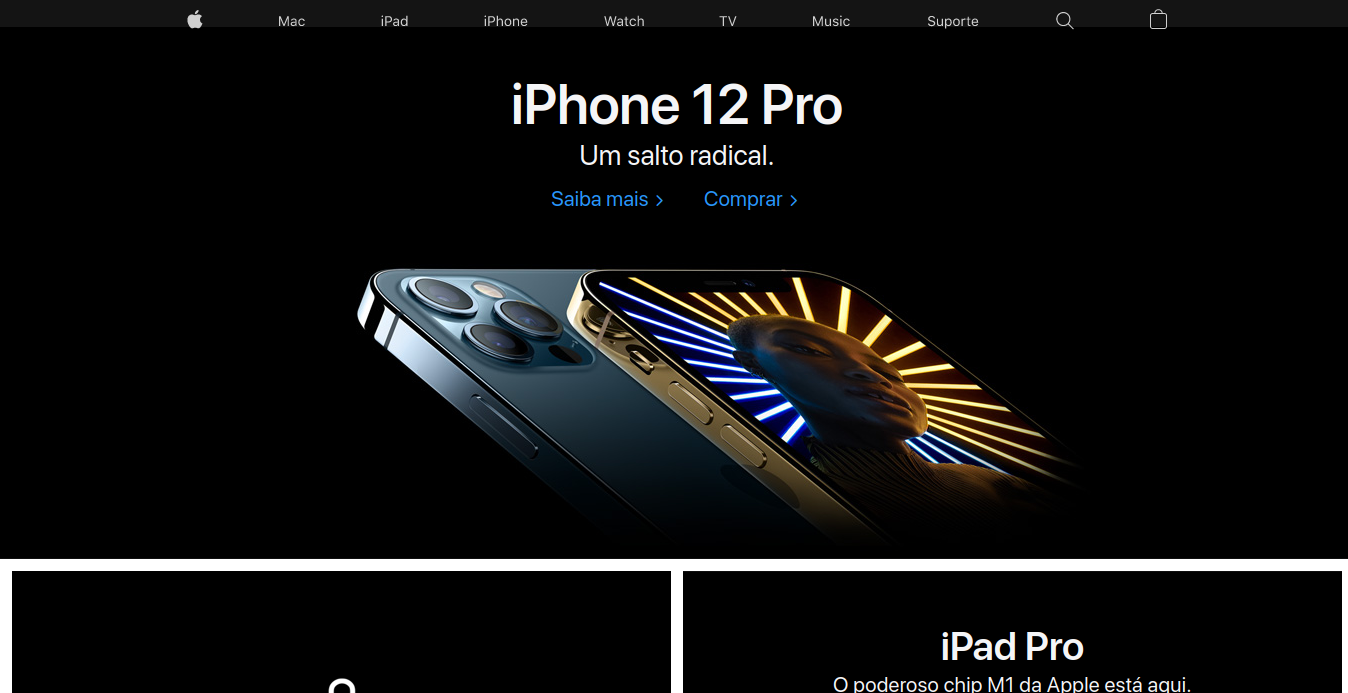 Mac iPad iPhone Watch TV Music Suporte
iPhone 12 Pro
Um salto radical.
Saiba mais > Comprar >
iPad Pro
O poderoso chip M1 da Apple está aqui.